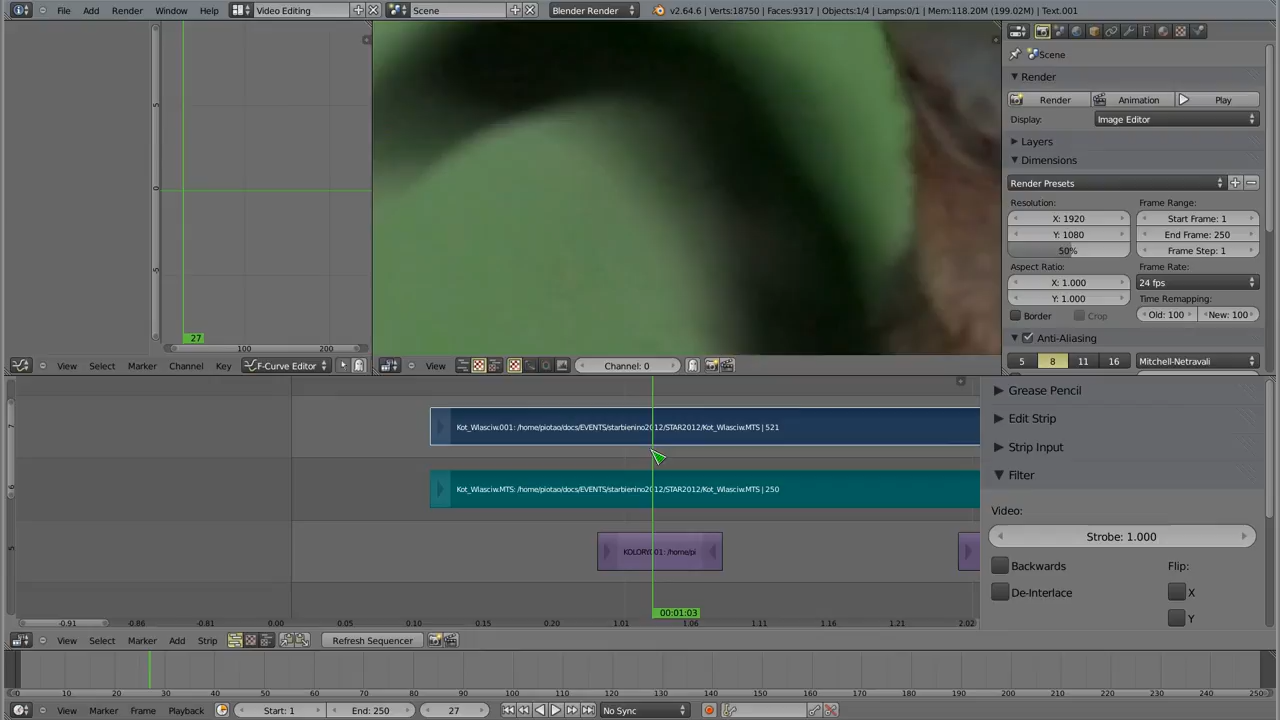 File Add Render Window Help Video Editing Scene Blender Render v2.64.6 | Verts:18750 | Faces:9317 | Objects:1/4 | Lamps:0/1 | Mem:118.20M (199.02M) | Text.001
Scene
Render
Render Animation Play
Display: Image Editor
Layers
Dimensions
Render Presets
Resolution: Frame Range:
X: 1920 Start Frame: 1
Y: 1080 End Frame: 250
50% Frame Step: 1
Aspect Ratio: Frame Rate:
X: 1.000 24 fps
Y: 1.000 Time Remapping:
Border Crop Old: 100 New: 100
Anti-Aliasing
5 8 11 16 Mitchell-Netravali
5
0
-5
27
100 200
View Select Marker Channel Key F-Curve Editor
View Channel: 0
7
6
5
Kot_Wlasciw.001: /home/piotao/docs/EVENTS/starbienino2012/STAR2012/Kot_Wlasciw.MTS | 521
Kot_Wlasciw.MTS: /home/piotao/docs/EVENTS/starbienino2012/STAR2012/Kot_Wlasciw.MTS | 250
00:01:03
-0.91 -0.86 -0.81 0.00 0.05 0.10 0.15 0.20 1.01 1.06 1.11 1.16 1.21 2.02
Grease Pencil
Edit Strip
Strip Input
Filter
Video:
Strobe: 1.000
Backwards Flip:
De-Interlace X
Y
View Select Marker Add Strip Refresh Sequencer
0 10 20 30 40 50 60 70 80 90 100 110 120 130 140 150 160 170 180 190 200 210 220 230 240 250
View Marker Frame Playback Start: 1 End: 250 27 No Sync